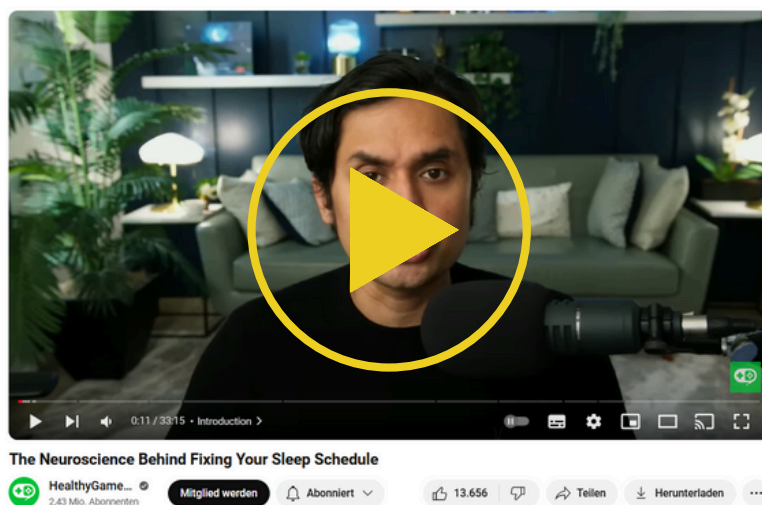 0:11 / 33:15 • Introduction >
The Neuroscience Behind Fixing Your Sleep Schedule
HealthyGame...
2.43 Mio. Abonnenten
Mitglied werden
Abonniert
13.656
Teilen
Herunterladen
...